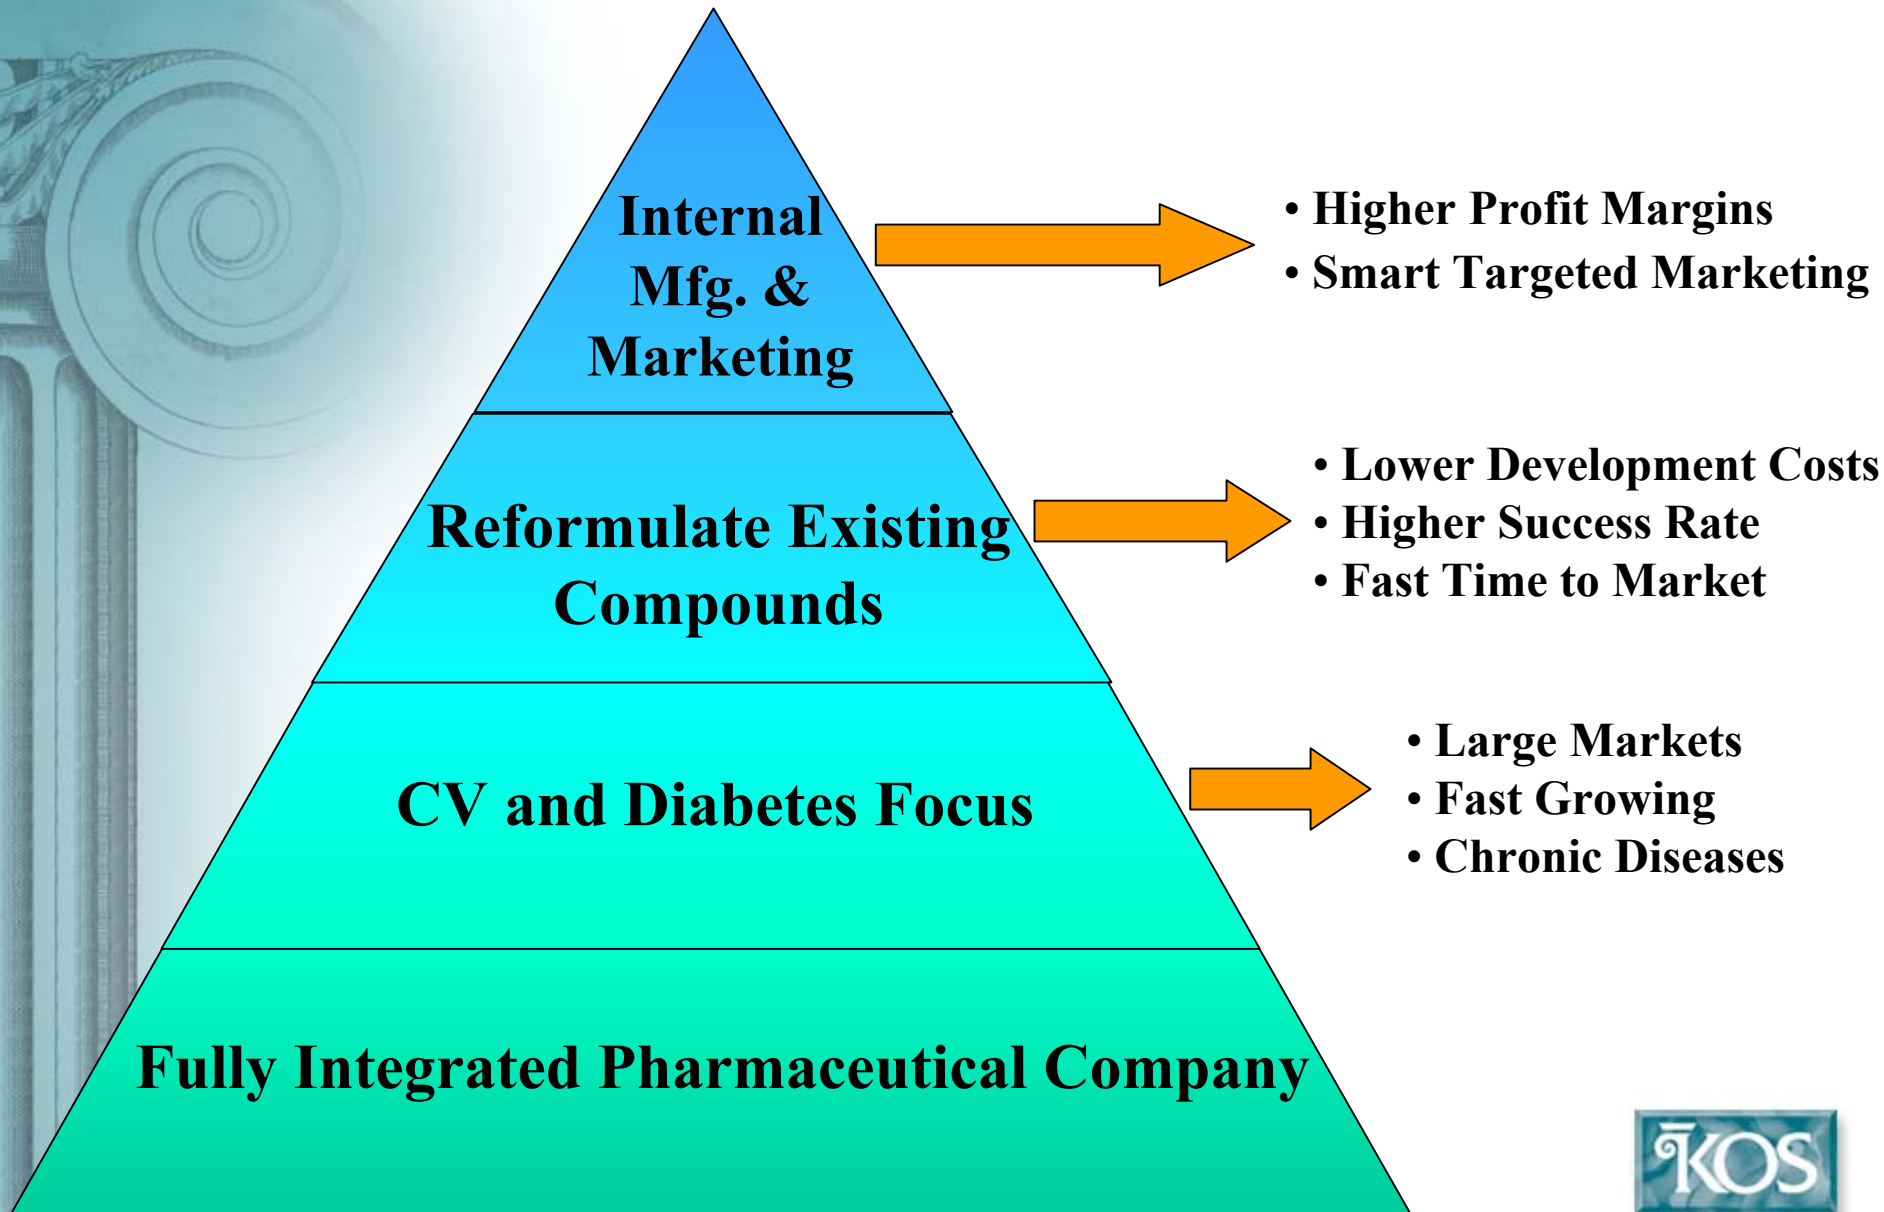 Internal
Mfg. &
Marketing
• Higher Profit Margins
• Smart Targeted Marketing
Reformulate Existing
Compounds
• Lower Development Costs
• Higher Success Rate
• Fast Time to Market
CV and Diabetes Focus
• Large Markets
• Fast Growing
• Chronic Diseases
Fully Integrated Pharmaceutical Company
KOS